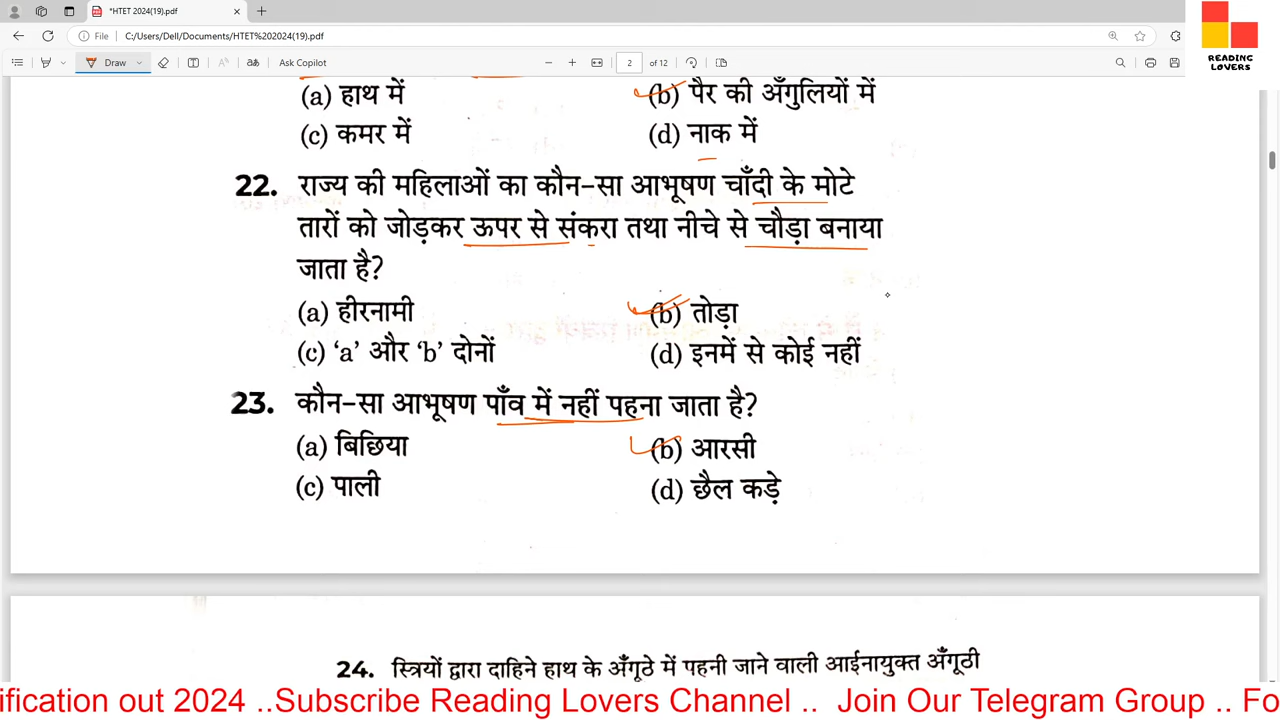 *HTET 2024(19).pdf
File C:/Users/Dell/Documents/HTET%202024(19).pdf
Draw Ask Copilot 2 of 12
READING
LOVERS
(a) हाथ में (b) पैर की अँगुलियों में
(c) कमर में (d) नाक में
22. राज्य की महिलाओं का कौन-सा आभूषण चाँदी के मोटे
तारों को जोड़कर ऊपर से संकरा तथा नीचे से चौड़ा बनाया
जाता है?
(a) हीरनामी (b) तोड़ा
(c) 'a' और 'b' दोनों (d) इनमें से कोई नहीं
23. कौन-सा आभूषण पाँव में नहीं पहना जाता है?
(a) बिछिया (b) आरसी
(c) पाली (d) छैल कड़े
24. स्त्रियों द्वारा दाहिने हाथ के अँगूठे में पहनी जाने वाली आईनायुक्त अँगूठी
ification out 2024 ..Subscribe Reading Lovers Channel .. Join Our Telegram Group .. Fo